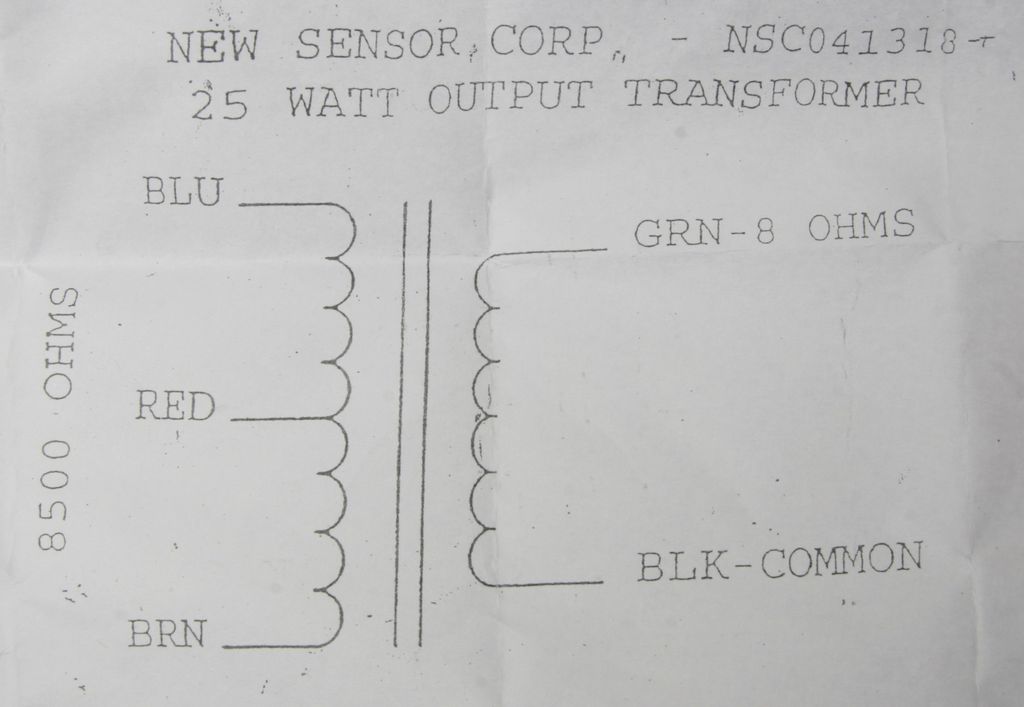 NEW SENSOR CORP. - NSC041318-T
25 WATT OUTPUT TRANSFORMER
BLU
GRN-8 OHMS
8500 OHMS
RED
BLK-COMMON
BRN